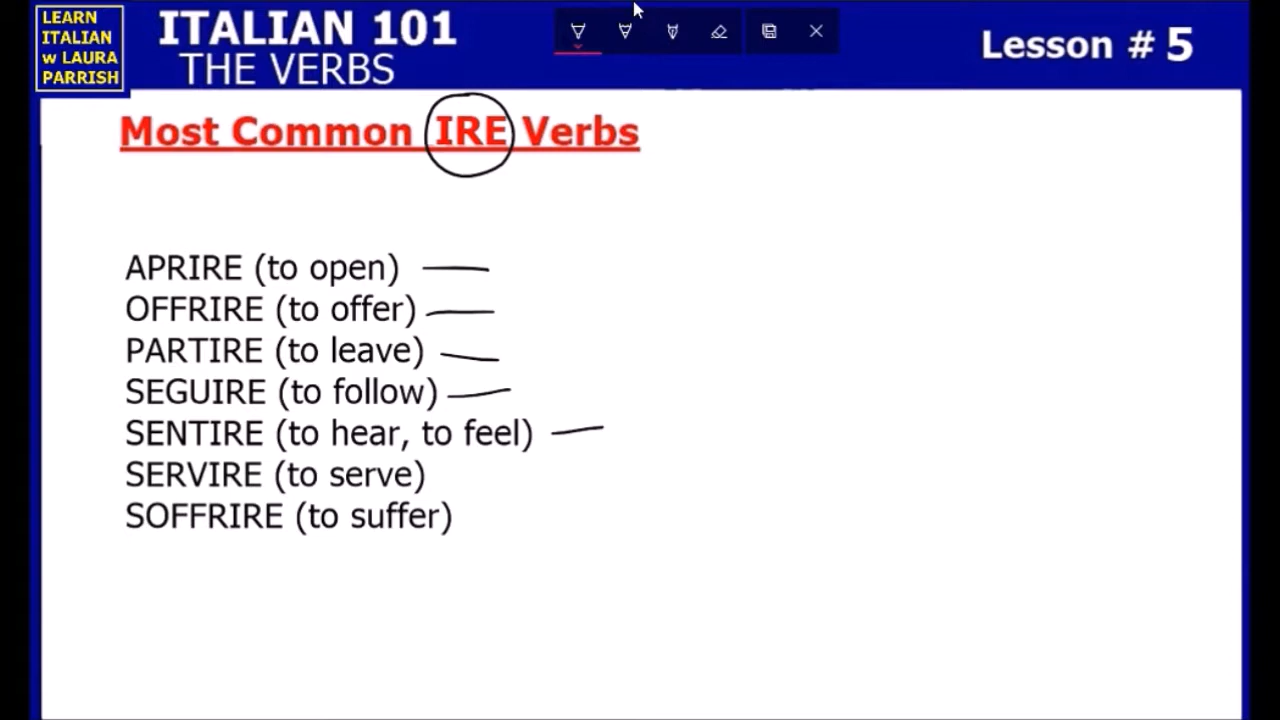 LEARN
ITALIAN
w LAURA
PARRISH
ITALIAN 101
THE VERBS
Lesson # 5
Most Common IRE Verbs
APRIRE (to open)
OFFRIRE (to offer)
PARTIRE (to leave)
SEGUIRE (to follow)
SENTIRE (to hear, to feel)
SERVIRE (to serve)
SOFFRIRE (to suffer)